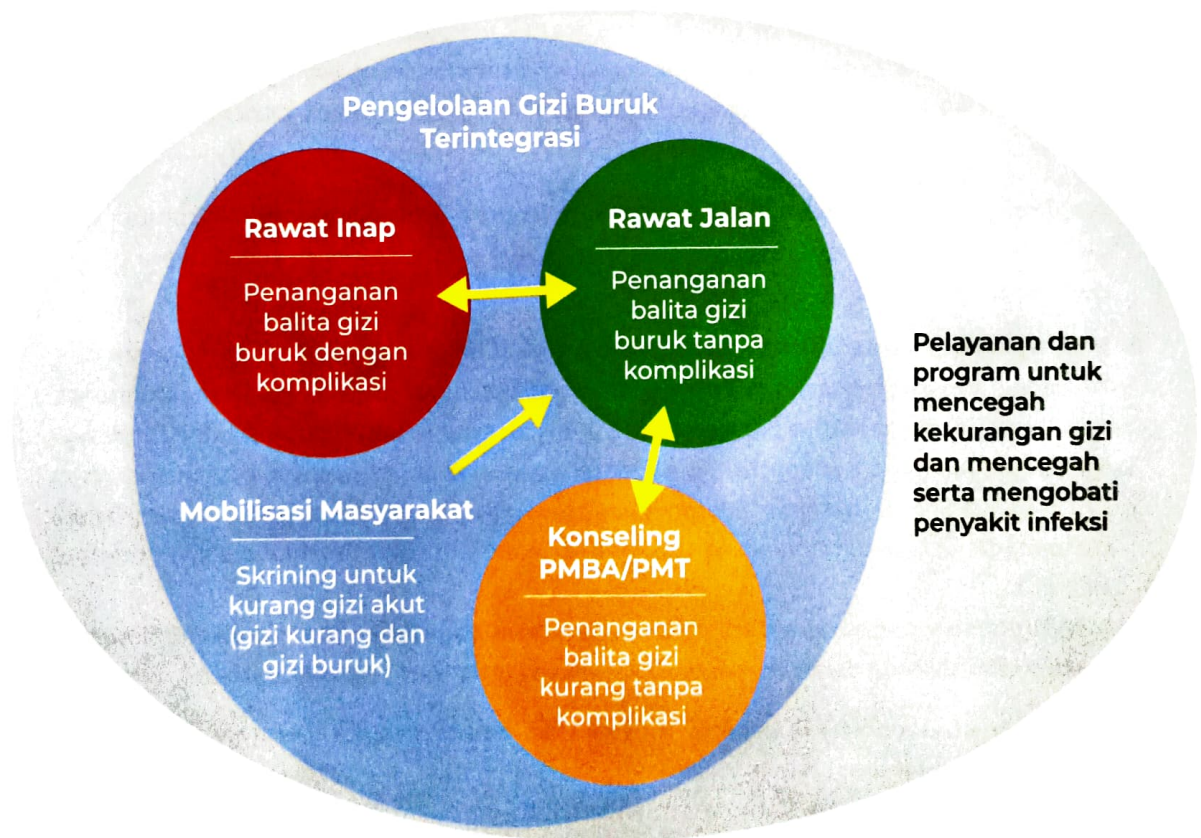 Pengelolaan Gizi Buruk
Terintegrasi
Rawat Inap
Penanganan
balita gizi
buruk dengan
komplikasi
Rawat Jalan
Penanganan
balita gizi
buruk tanpa
komplikasi
Mobilisasi Masyarakat
Skrining untuk
kurang gizi akut
(gizi kurang dan
gizi buruk)
Konseling
PMBA/PMT
Penanganan
balita gizi
kurang tanpa
komplikasi
Pelayanan dan
program untuk
mencegah
kekurangan gizi
dan mencegah
serta mengobati
penyakit infeksi